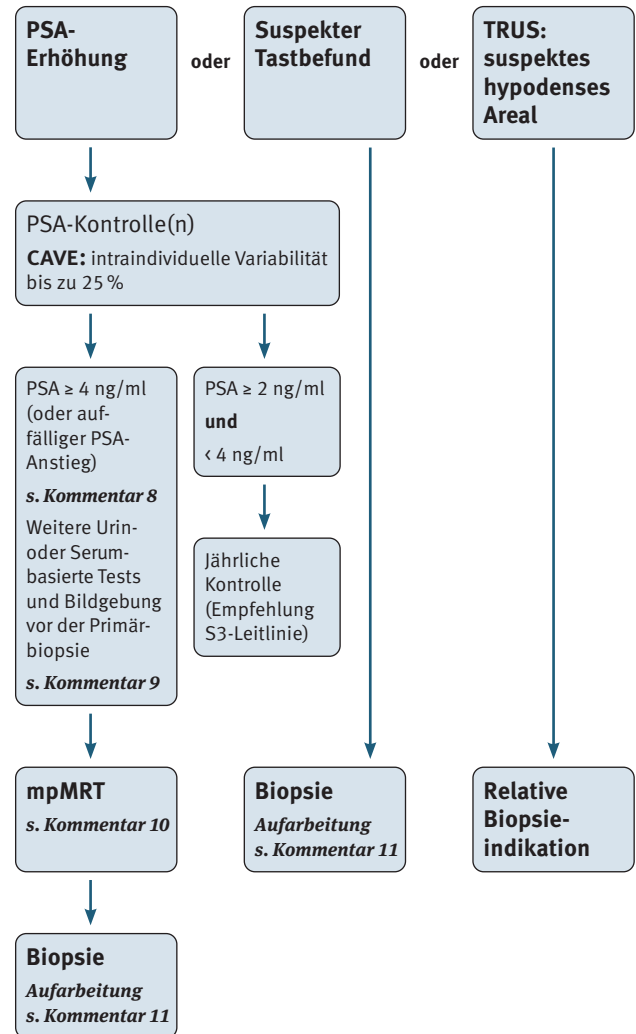 PSA-
Erhöhung
oder
Suspekter
Tastbefund
oder
TRUS:
suspektes
hypodenses
Areal
PSA-Kontrolle(n)
CAVE: intraindividuelle Variabilität
bis zu 25 %
PSA ≥ 4 ng/ml
(oder auf-
fälliger PSA-
Anstieg)
s. Kommentar 8
Weitere Urin-
oder Serum-
basierte Tests
und Bildgebung
vor der Primär-
biopsie
s. Kommentar 9
PSA ≥ 2 ng/ml
und
< 4 ng/ml
Jährliche
Kontrolle
(Empfehlung
S3-Leitlinie)
mpMRT
s. Kommentar 10
Biopsie
Aufarbeitung
s. Kommentar 11
Relative
Biopsie-
indikation
Biopsie
Aufarbeitung
s. Kommentar 11